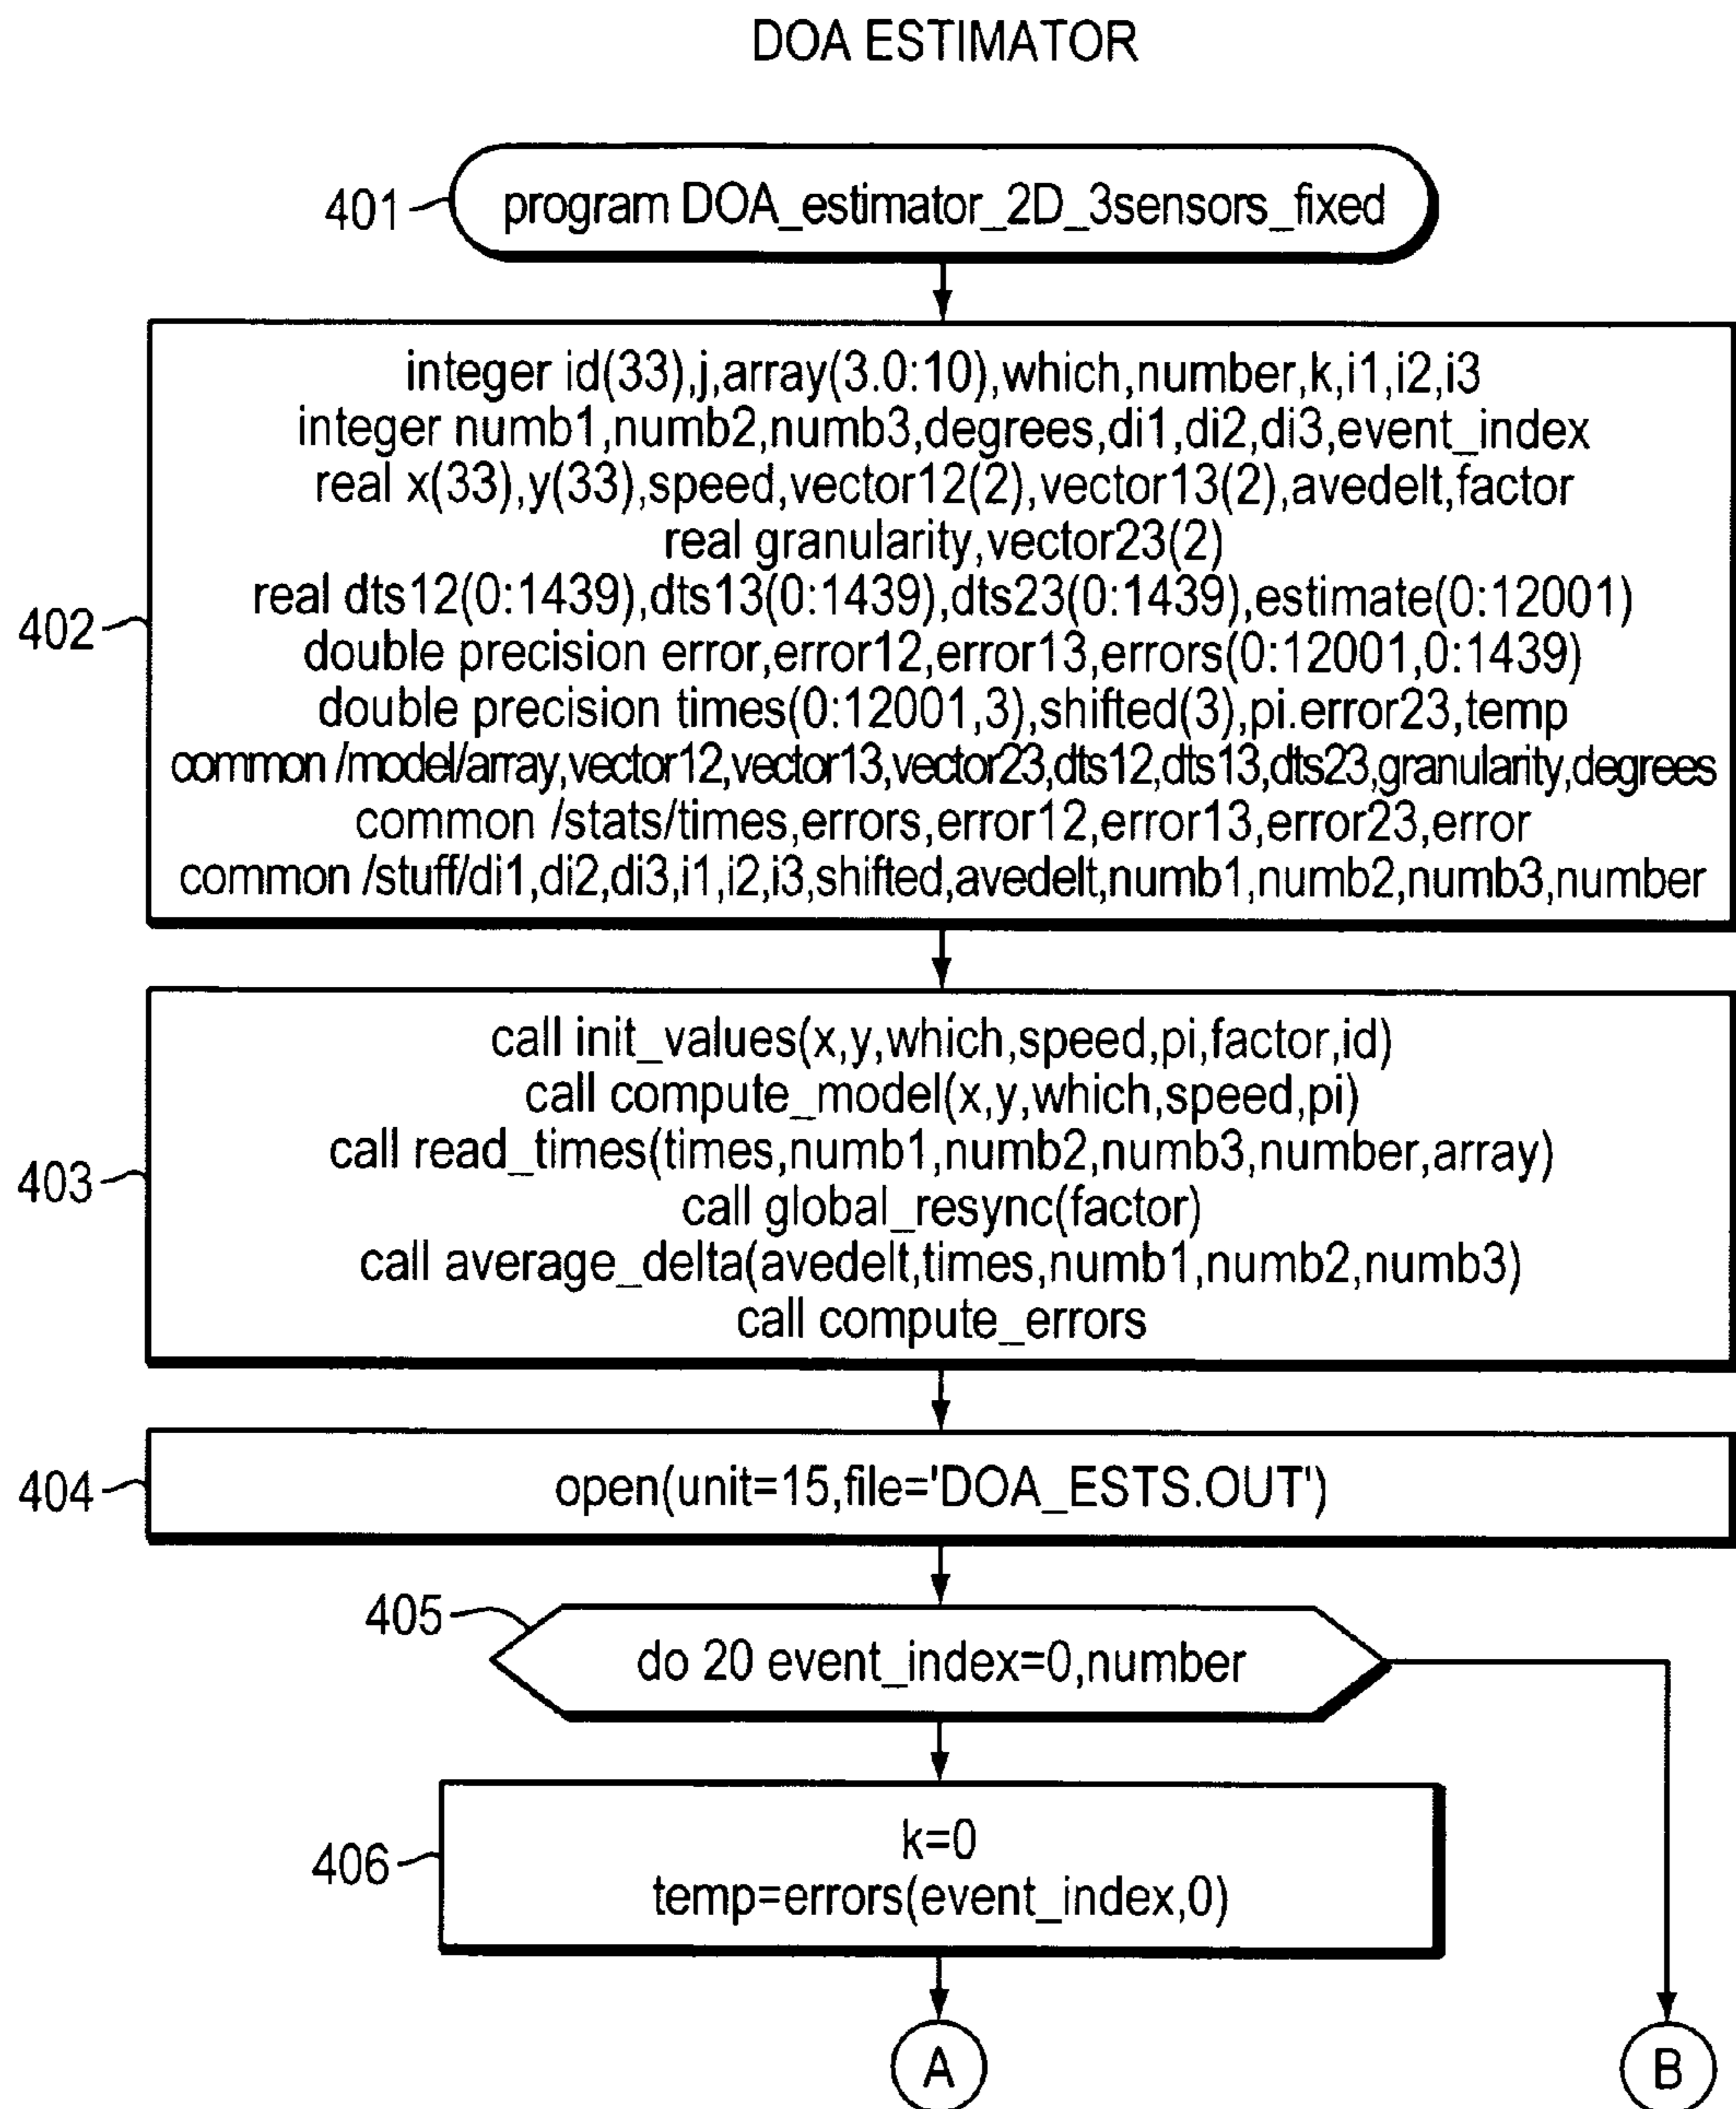 DOA ESTIMATOR
401
program DOA_estimator_2D_3sensors_fixed
402
integer id(33),j,array(3.0:10),which,number,k,i1,i2,i3
integer numb1,numb2,numb3,degrees,di1,di2,di3,event_index
real x(33),y(33),speed,vector12(2),vector13(2),avedelt,factor
real granularity,vector23(2)
real dts12(0:1439),dts13(0:1439),dts23(0:1439),estimate(0:12001)
double precision error,error12,error13,errors(0:12001,0:1439)
double precision times(0:12001,3),shifted(3),pi.error23,temp
common /model/array,vector12,vector13,vector23,dts12,dts13,dts23,granularity,degrees
common /stats/times,errors,error12,error13,error23,error
common /stuff/di1,di2,di3,i1,i2,i3,shifted,avedelt,numb1,numb2,numb3,number
403
call init_values(x,y,which,speed,pi,factor,id)
call compute_model(x,y,which,speed,pi)
call read_times(times,numb1,numb2,numb3,number,array)
call global_resync(factor)
call average_delta(avedelt,times,numb1,numb2,numb3)
call compute_errors
404
open(unit=15,file='DOA_ESTS.OUT')
405
do 20 event_index=0,number
406
k=0
temp=errors(event_index,0)
A
B